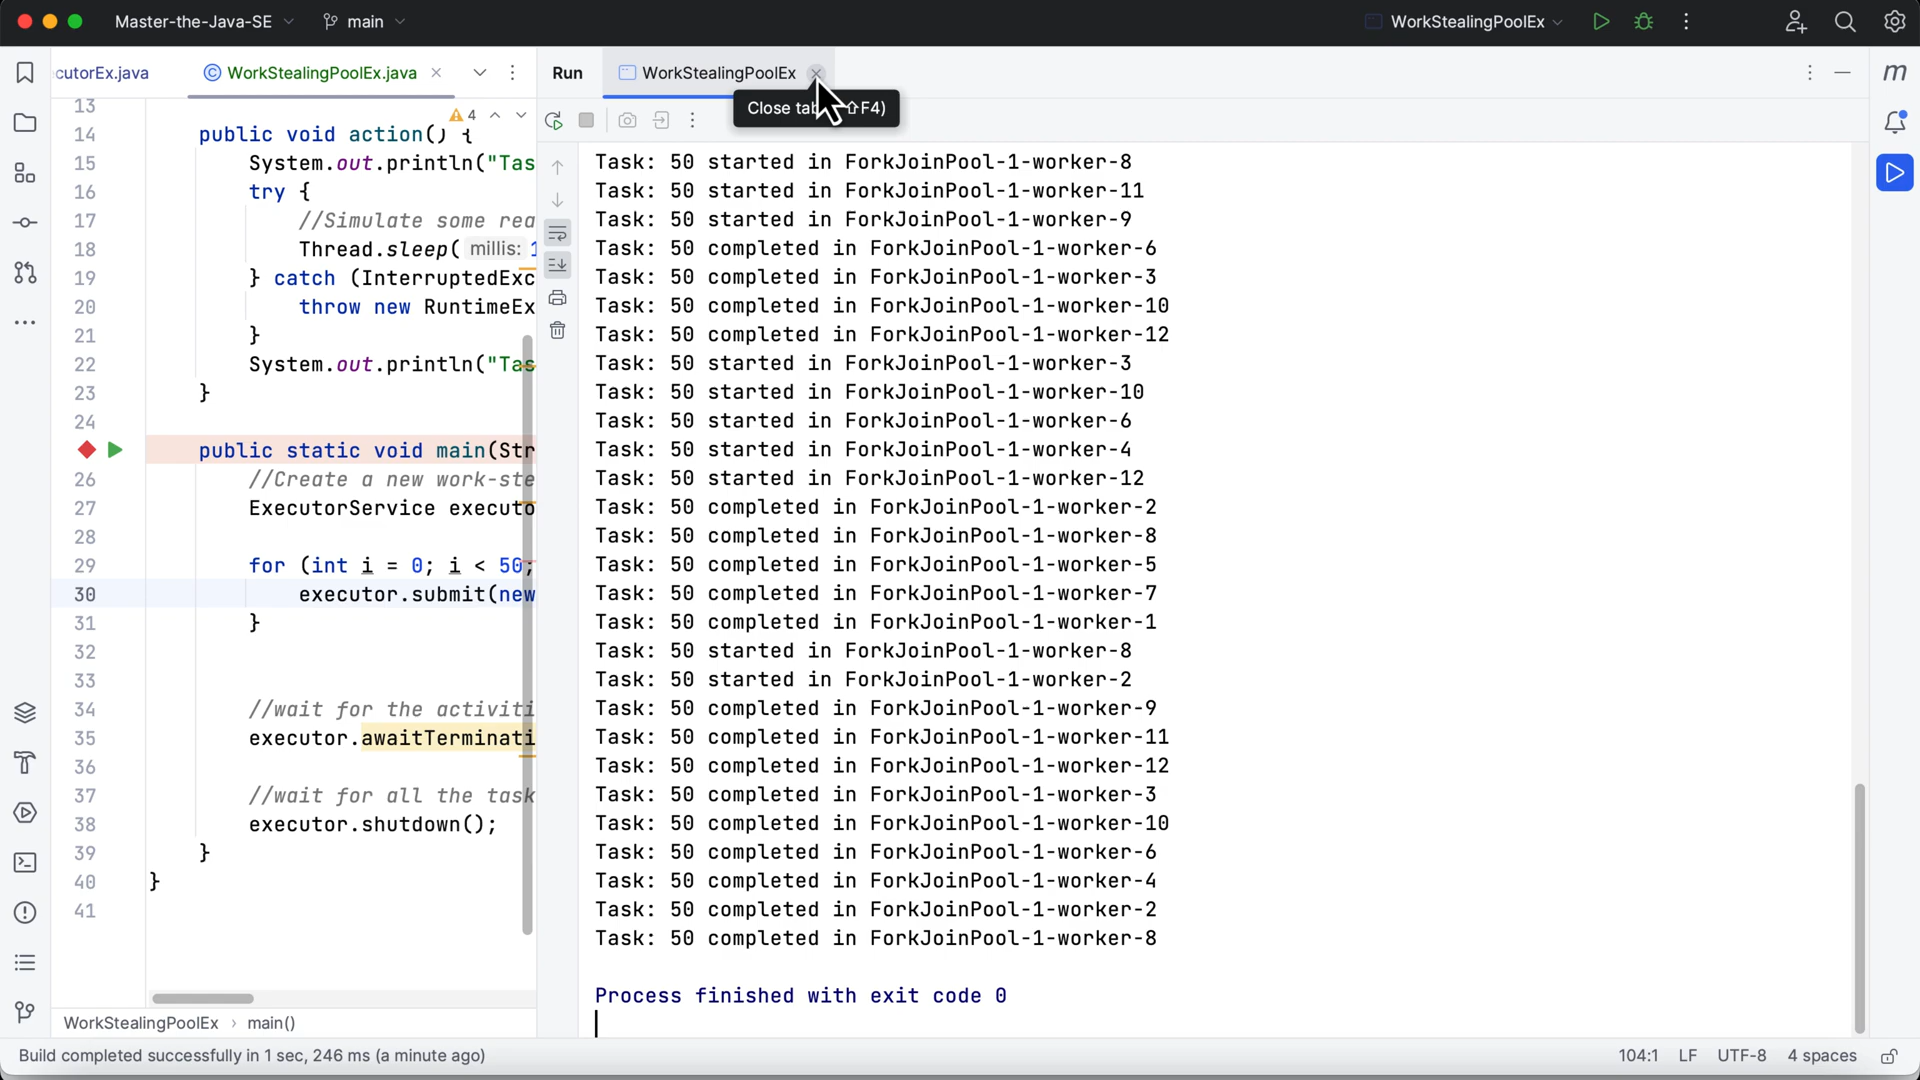 Master-the-Java-SE
main
WorkStealingPoolEx
cutorEx.java
WorkStealingPoolEx.java
Run
WorkStealingPoolEx
m
Close tab ⇧F4)
4
13
14 public void action() {
15 System.out.println("Tas
16 try {
17 //Simulate some rea
18 Thread.sleep( millis: 1
19 } catch (InterruptedExc
20 throw new RuntimeEx
21 }
22 System.out.println("Tas
23 }
24
public static void main(Str
26 //Create a new work-ste
27 ExecutorService executo
28
29 for (int i = 0; i < 50;
30 executor.submit(new
31 }
32
33
34 //wait for the activiti
35 executor.awaitTerminati
36
37 //wait for all the task
38 executor.shutdown();
39 }
40 }
41
Task: 50 started in ForkJoinPool-1-worker-8
Task: 50 started in ForkJoinPool-1-worker-11
Task: 50 started in ForkJoinPool-1-worker-9
Task: 50 completed in ForkJoinPool-1-worker-6
Task: 50 completed in ForkJoinPool-1-worker-3
Task: 50 completed in ForkJoinPool-1-worker-10
Task: 50 completed in ForkJoinPool-1-worker-12
Task: 50 started in ForkJoinPool-1-worker-3
Task: 50 started in ForkJoinPool-1-worker-10
Task: 50 started in ForkJoinPool-1-worker-6
Task: 50 started in ForkJoinPool-1-worker-4
Task: 50 started in ForkJoinPool-1-worker-12
Task: 50 completed in ForkJoinPool-1-worker-2
Task: 50 completed in ForkJoinPool-1-worker-8
Task: 50 completed in ForkJoinPool-1-worker-5
Task: 50 completed in ForkJoinPool-1-worker-7
Task: 50 completed in ForkJoinPool-1-worker-1
Task: 50 started in ForkJoinPool-1-worker-8
Task: 50 started in ForkJoinPool-1-worker-2
Task: 50 completed in ForkJoinPool-1-worker-9
Task: 50 completed in ForkJoinPool-1-worker-11
Task: 50 completed in ForkJoinPool-1-worker-12
Task: 50 completed in ForkJoinPool-1-worker-3
Task: 50 completed in ForkJoinPool-1-worker-10
Task: 50 completed in ForkJoinPool-1-worker-6
Task: 50 completed in ForkJoinPool-1-worker-4
Task: 50 completed in ForkJoinPool-1-worker-2
Task: 50 completed in ForkJoinPool-1-worker-8
Process finished with exit code 0
WorkStealingPoolEx › main()
Build completed successfully in 1 sec, 246 ms (a minute ago)
104:1 LF UTF-8 4 spaces